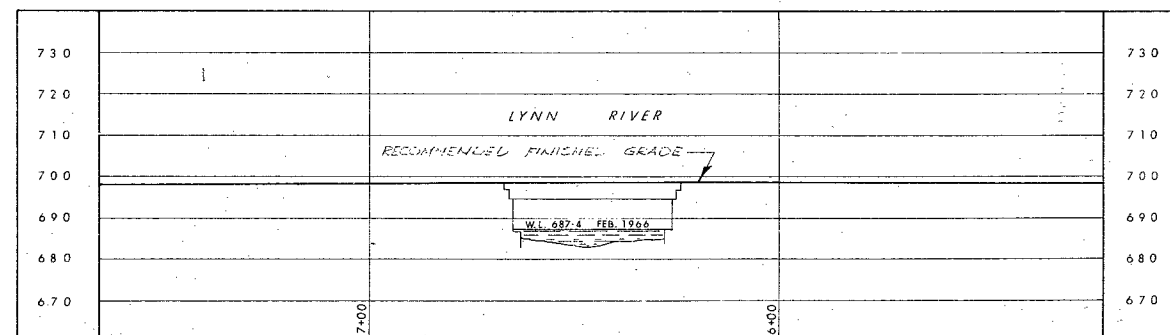 730 730
720 720
LYNN RIVER
710 710
RECOMMENDED FINISHED GRADE
700 700
690 690
W.L. 687.4 FEB. 1966
680 680
670 670
7+00 6+00